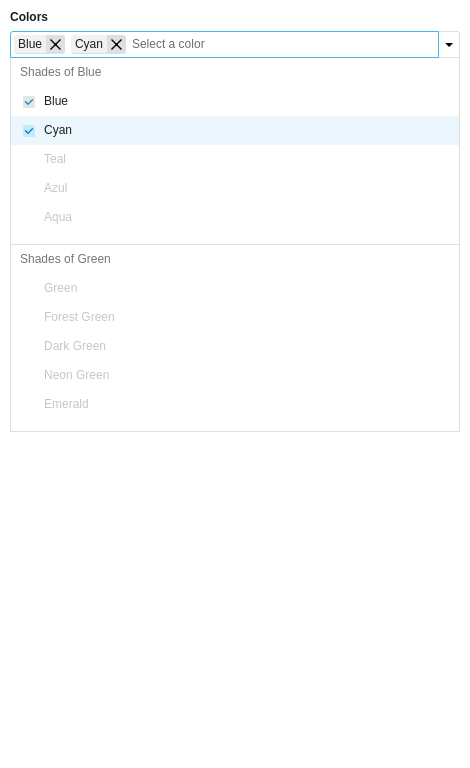 Colors
Blue Cyan Select a color
Shades of Blue
Blue
Cyan
Teal
Azul
Aqua
Shades of Green
Green
Forest Green
Dark Green
Neon Green
Emerald